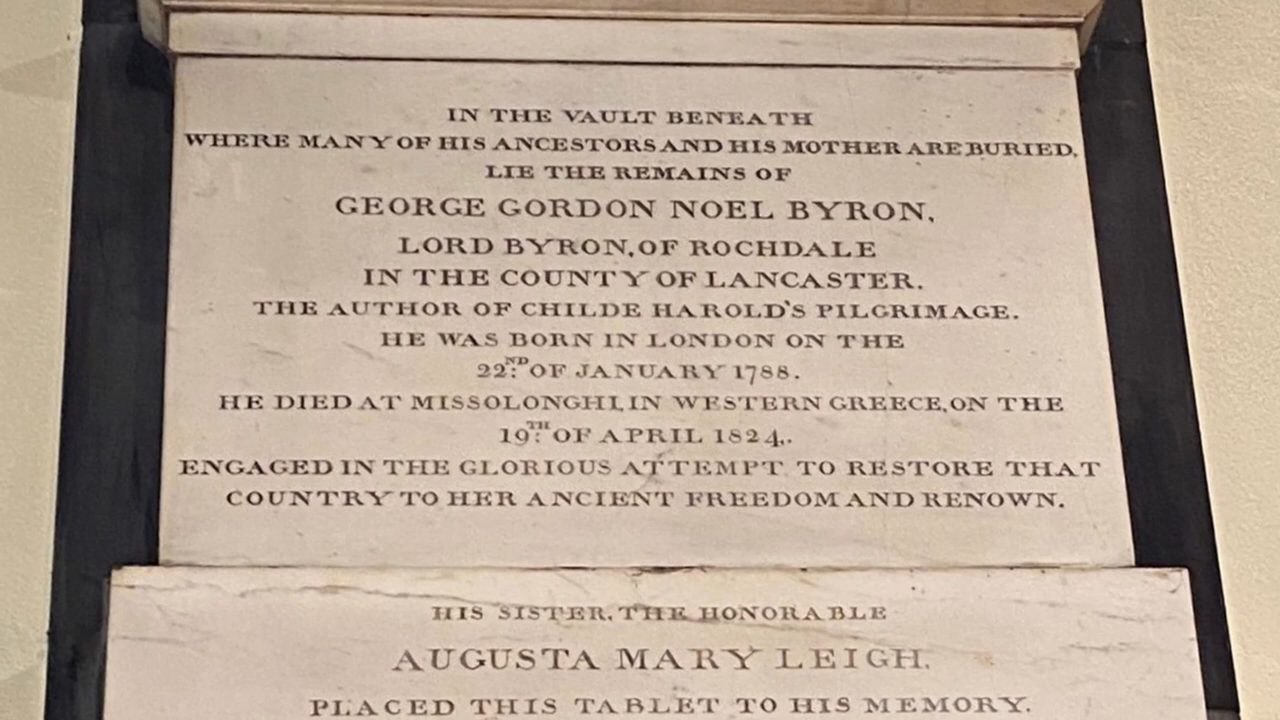 IN THE VAULT BENEATH
WHERE MANY OF HIS ANCESTORS AND HIS MOTHER ARE BURIED,
LIE THE REMAINS OF
GEORGE GORDON NOEL BYRON,
LORD BYRON, OF ROCHDALE
IN THE COUNTY OF LANCASTER.
THE AUTHOR OF CHILDE HAROLD'S PILGRIMAGE.
HE WAS BORN IN LONDON ON THE
22ND OF JANUARY 1788.
HE DIED AT MISSOLONGHI, IN WESTERN GREECE, ON THE
19TH OF APRIL 1824,.
ENGAGED IN THE GLORIOUS ATTEMPT TO RESTORE THAT
COUNTRY TO HER ANCIENT FREEDOM AND RENOWN.
HIS SISTER, THE HONORABLE
AUGUSTA MARY LEIGH,
PLACED THIS TABLET TO HIS MEMORY.